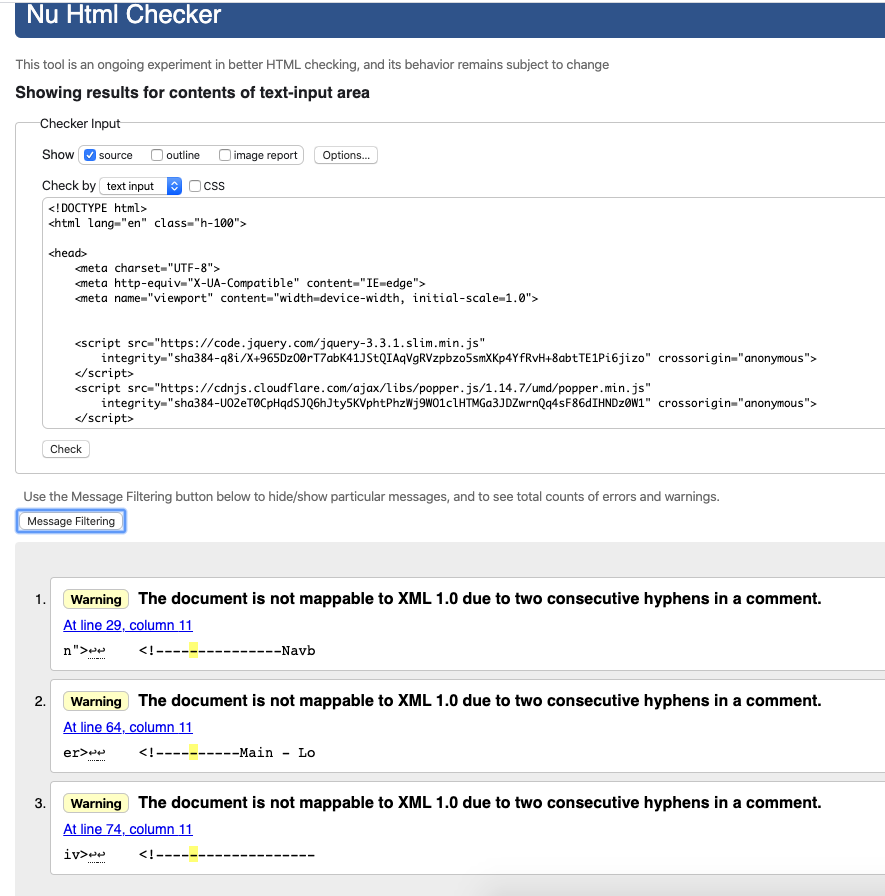 Nu Html Checker
This tool is an ongoing experiment in better HTML checking, and its behavior remains subject to change
Showing results for contents of text-input area
Checker Input
Show source outline image report Options...
Check by text input CSS
<!DOCTYPE html>
<html lang="en" class="h-100">
<head>
<meta charset="UTF-8">
<meta http-equiv="X-UA-Compatible" content="IE=edge">
<meta name="viewport" content="width=device-width, initial-scale=1.0">
<script src="https://code.jquery.com/jquery-3.3.1.slim.min.js"
integrity="sha384-q8i/X+965DzO0rT7abK41JStQIAqVgRVzpbzo5smXKp4YfRvH+8abtTE1Pi6jizo" crossorigin="anonymous">
</script>
<script src="https://cdnjs.cloudflare.com/ajax/libs/popper.js/1.14.7/umd/popper.min.js"
integrity="sha384-UO2eT0CpHqdSJQ6hJty5KVphtPhzWj9WO1clHTMGa3JDZwrnQq4sF86dIHNDz0W1" crossorigin="anonymous">
</script>
Check
Use the Message Filtering button below to hide/show particular messages, and to see total counts of errors and warnings.
Message Filtering
1. Warning The document is not mappable to XML 1.0 due to two consecutive hyphens in a comment.
At line 29, column 11
n">↩↩    <!---------------Navb
2. Warning The document is not mappable to XML 1.0 due to two consecutive hyphens in a comment.
At line 64, column 11
er>↩↩    <!----------Main - Lo
3. Warning The document is not mappable to XML 1.0 due to two consecutive hyphens in a comment.
At line 74, column 11
iv>↩↩    <!-------------------